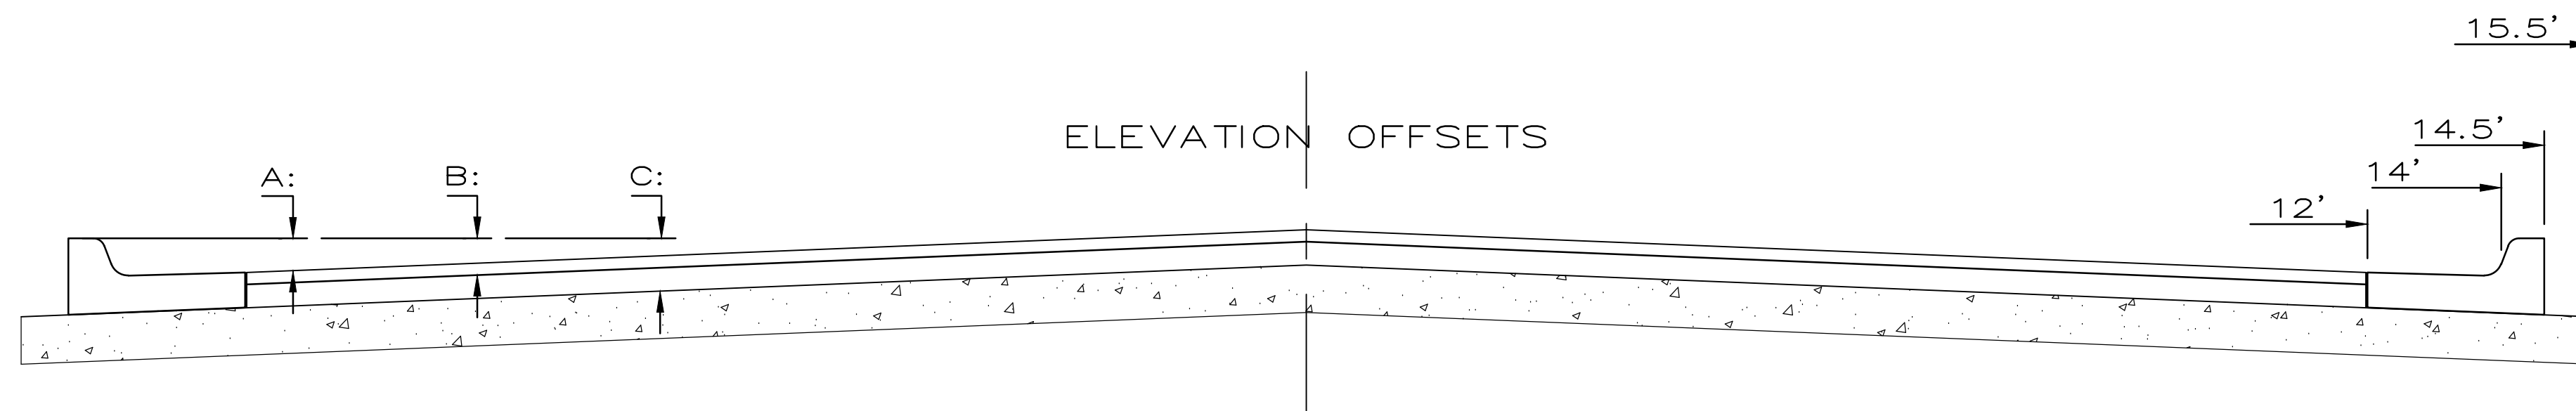 15.5'
ELEVATION OFFSETS
14.5'
A: B: C:
14'
12'